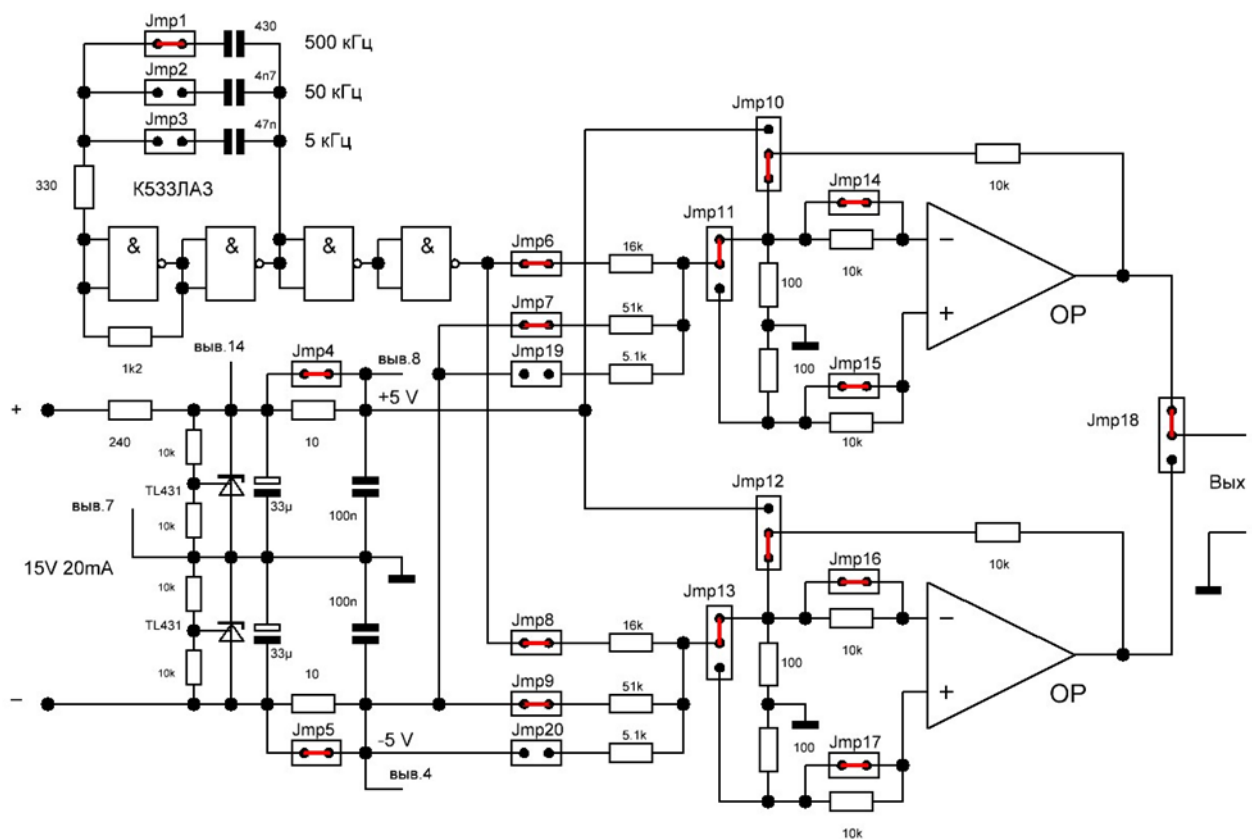 Jmp1
430
500 кГц
Jmp2
4n7
50 кГц
Jmp3
47n
5 кГц
330
К533ЛА3
&
&
&
&
1k2
Jmp6
16k
Jmp7
51k
Jmp19
5.1k
выв.14
Jmp4
выв.8
+5 V
+
240
10
10k
TL431
10k
33µ
100n
выв.7
15V 20mA
10k
TL431
10k
33µ
100n
10
–
Jmp5
-5 V
выв.4
Jmp8
16k
Jmp9
51k
Jmp20
5.1k
Jmp10
10k
Jmp11
Jmp14
10k
100
–
+
OP
100
Jmp15
10k
Jmp18
Вых
Jmp12
10k
Jmp13
Jmp16
10k
100
–
+
OP
100
Jmp17
10k